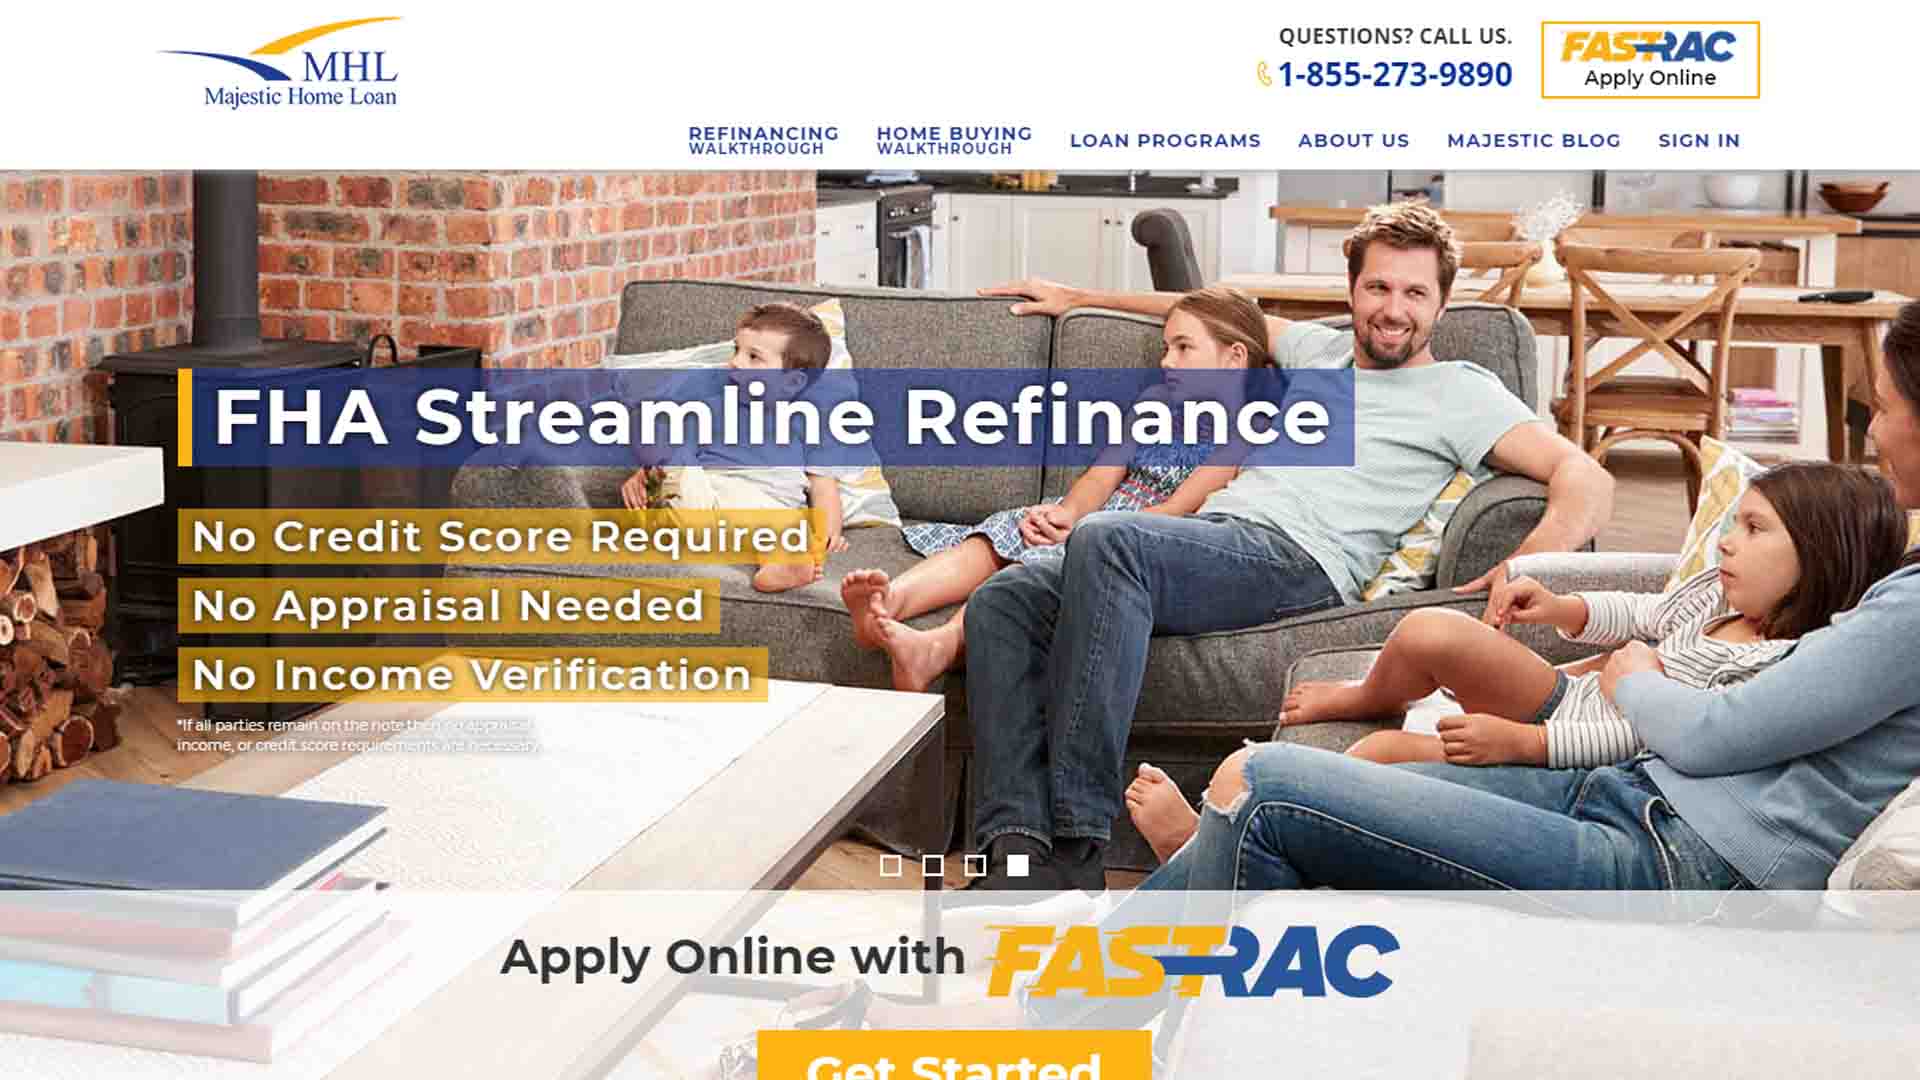 MHL
Majestic Home Loan
QUESTIONS? CALL US.
1-855-273-9890
FASTRAC
Apply Online
REFINANCING
WALKTHROUGH
HOME BUYING
WALKTHROUGH
LOAN PROGRAMS
ABOUT US
MAJESTIC BLOG
SIGN IN
FHA Streamline Refinance
No Credit Score Required
No Appraisal Needed
No Income Verification
*If all parties remain on the note then no appraisal,
income, or credit score requirements are necessary.
Apply Online with FASTRAC
Get Started